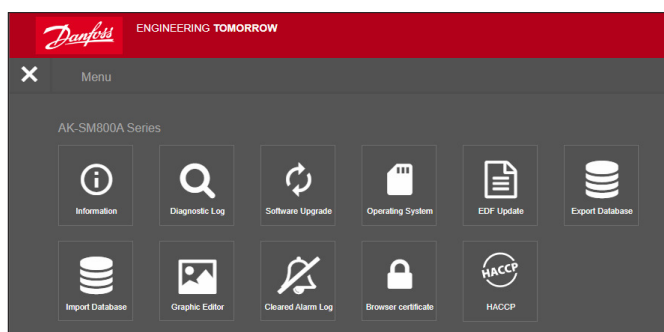 Danfoss
ENGINEERING TOMORROW
Menu
AK-SM800A Series
Information
Diagnostic Log
Software Upgrade
Operating System
EDF Update
Export Database
Import Database
Graphic Editor
Cleared Alarm Log
Browser certificate
HACCP
HACCP